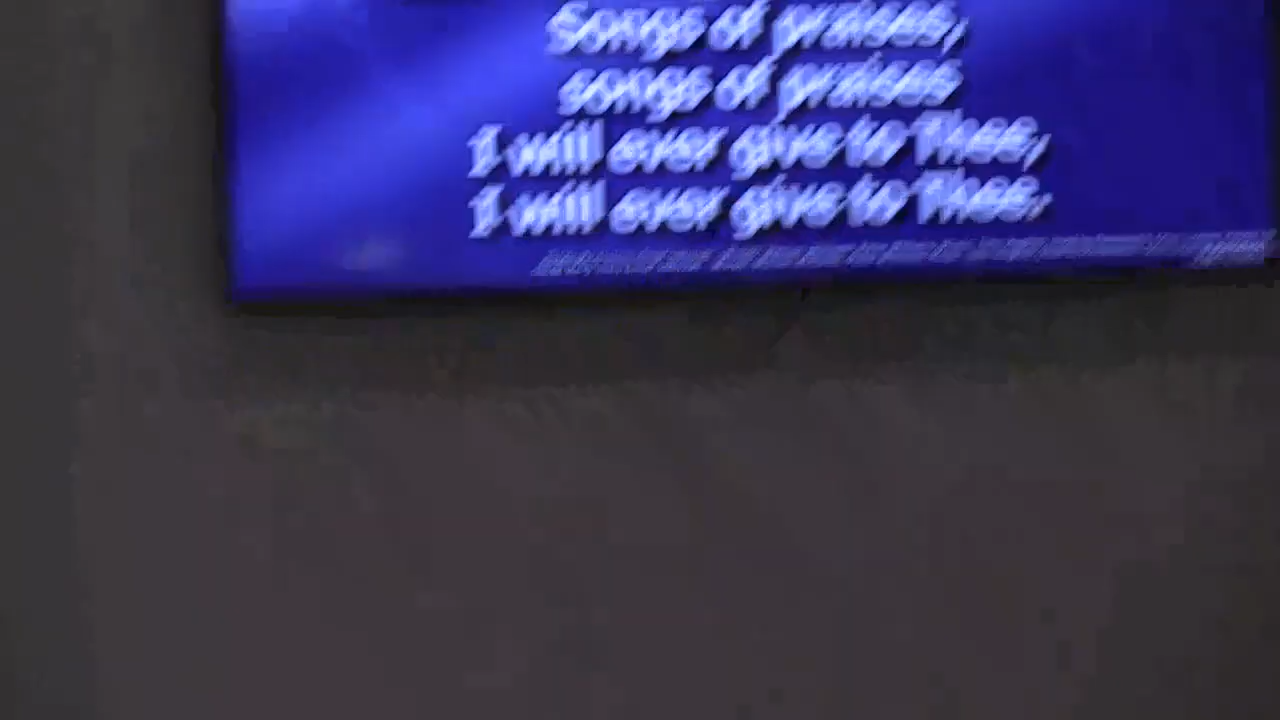 Songs of praises,
songs of praises
I will ever give to Thee,
I will ever give to Thee.